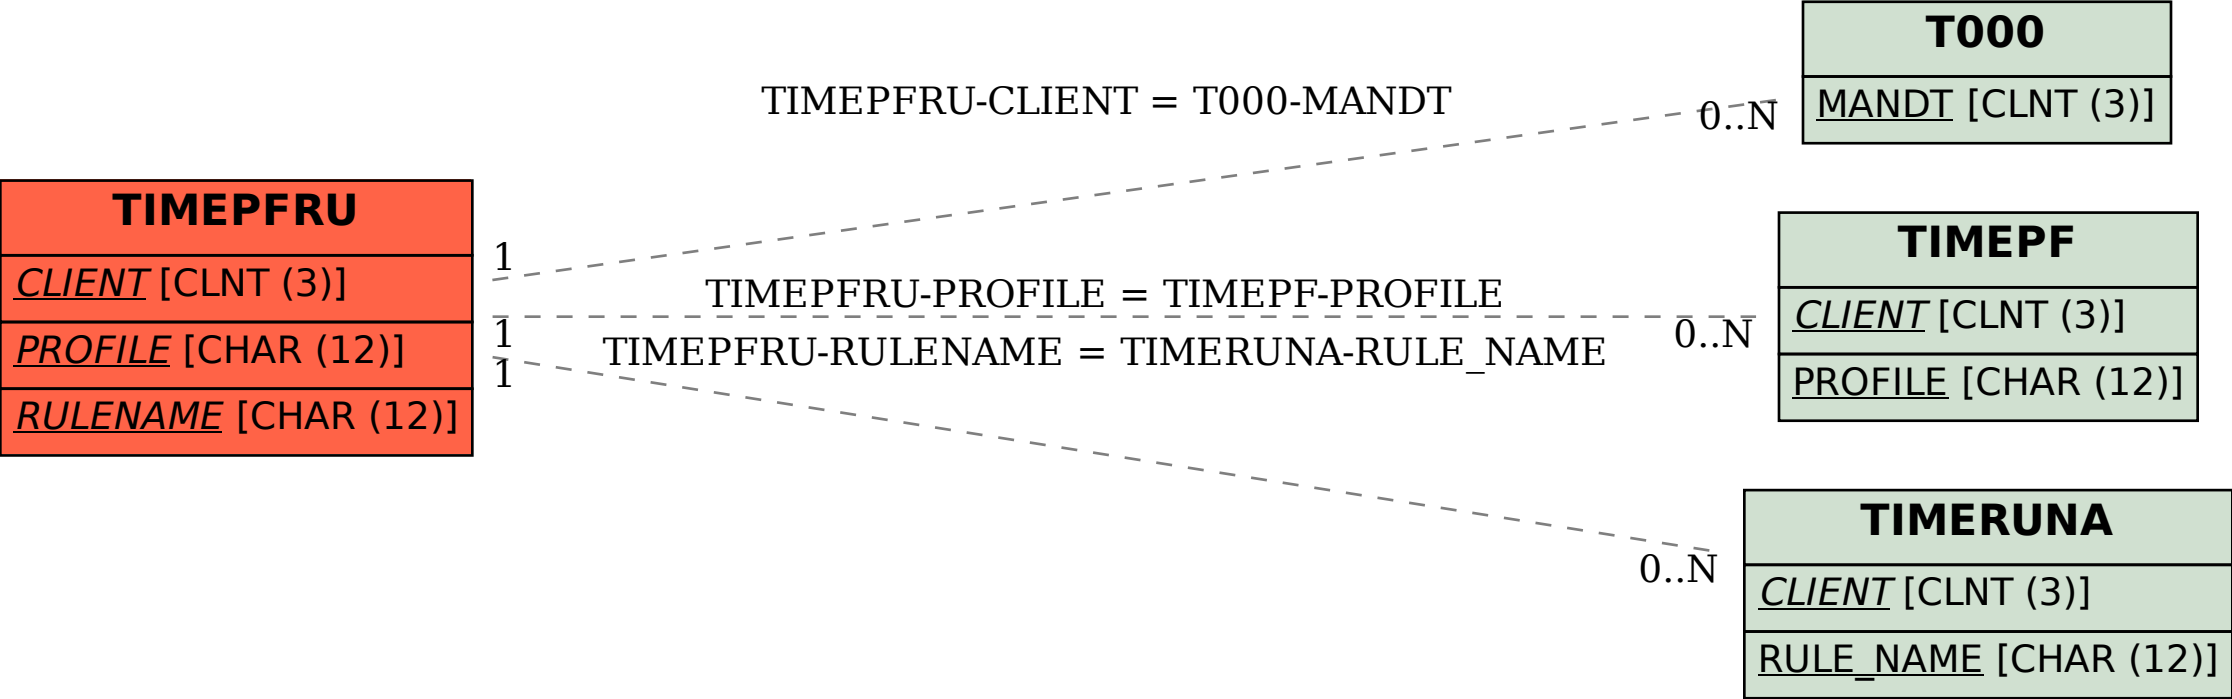 T000
MANDT [CLNT (3)]
TIMEPFRU-CLIENT = T000-MANDT
0..N
TIMEPFRU
CLIENT [CLNT (3)]
PROFILE [CHAR (12)]
RULENAME [CHAR (12)]
1
TIMEPFRU-PROFILE = TIMEPF-PROFILE
1
0..N
TIMEPFRU-RULENAME = TIMERUNA-RULE_NAME
1
TIMEPF
CLIENT [CLNT (3)]
PROFILE [CHAR (12)]
0..N
TIMERUNA
CLIENT [CLNT (3)]
RULE_NAME [CHAR (12)]